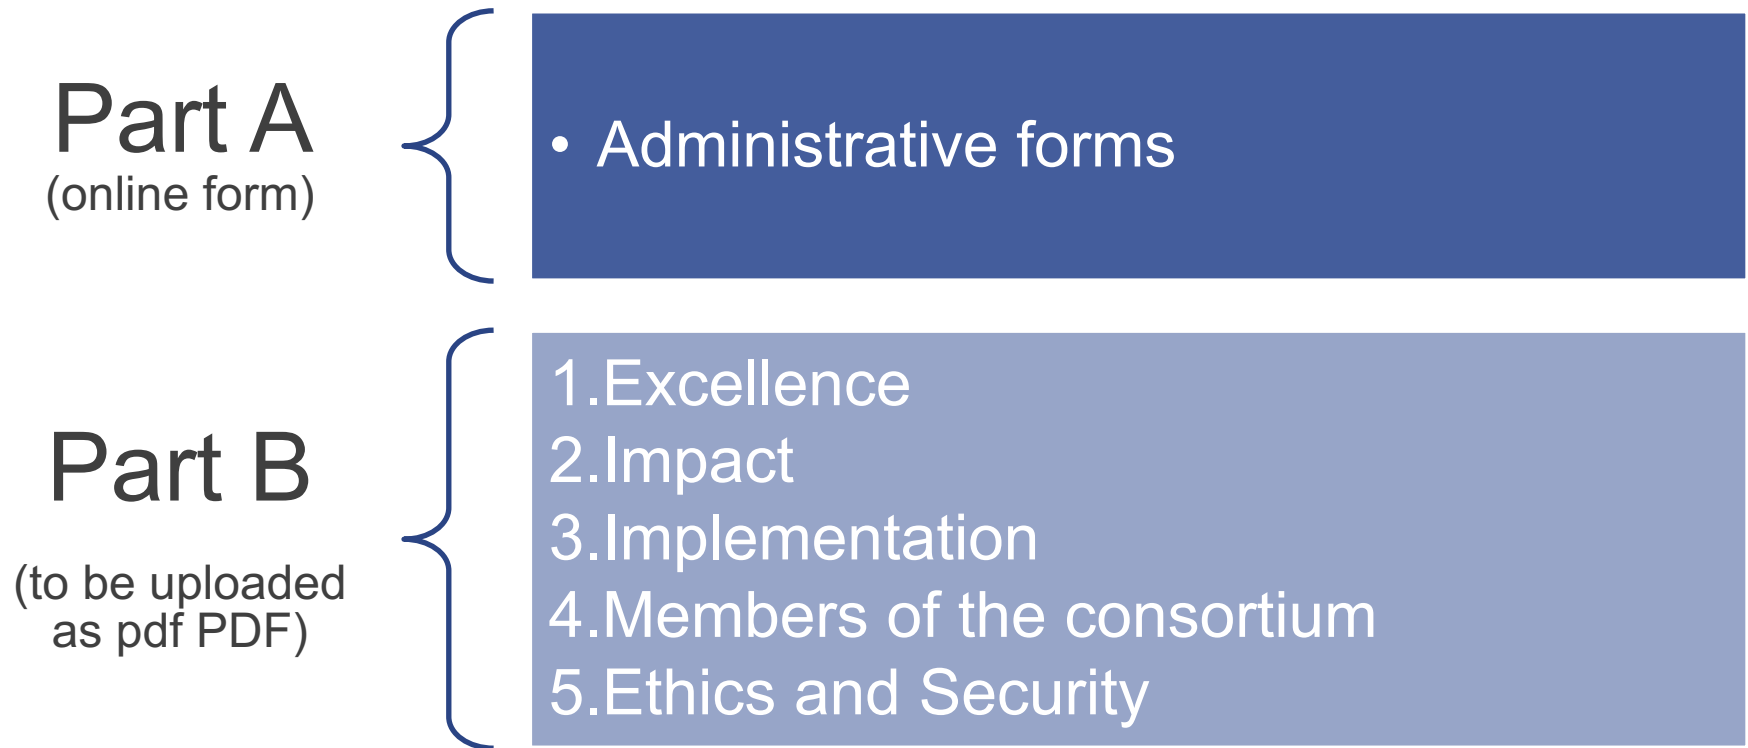 Part A
(online form)
• Administrative forms
Part B
(to be uploaded
as pdf PDF)
1.Excellence
2.Impact
3.Implementation
4.Members of the consortium
5.Ethics and Security